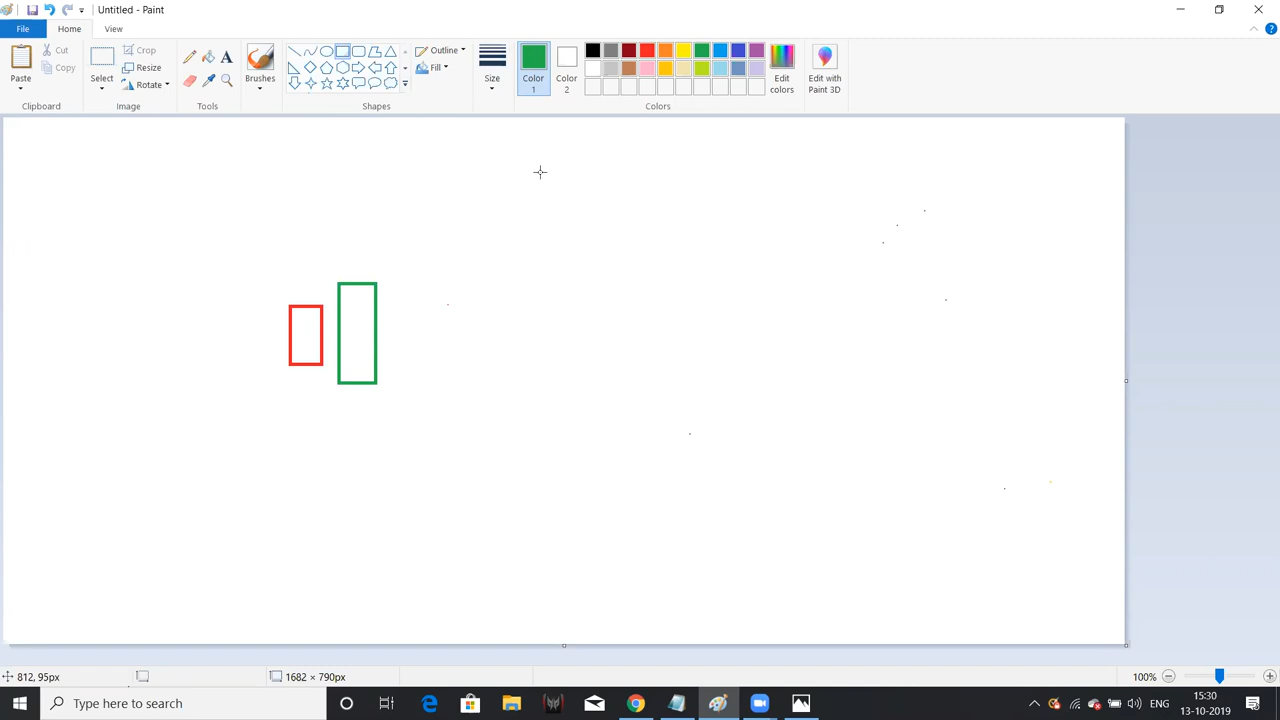 Untitled - Paint
File Home View
Paste
Cut
Copy
Clipboard
Select
Crop
Resize
Rotate
Image
A
Tools
Brushes
Outline
Fill
Shapes
Size
Color 1
Color 2
Edit colors
Colors
Edit with Paint 3D
812, 95px
1682 × 790px
100%
Type here to search
ENG
15:30
13-10-2019